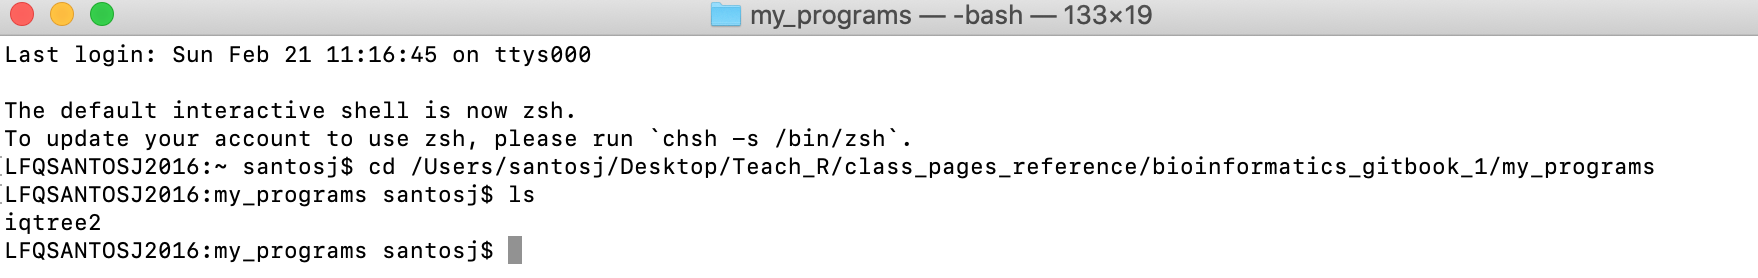 my_programs — -bash — 133×19
Last login: Sun Feb 21 11:16:45 on ttys000
The default interactive shell is now zsh.
To update your account to use zsh, please run `chsh -s /bin/zsh`.
LFQSANTOSJ2016:~ santosj$ cd /Users/santosj/Desktop/Teach_R/class_pages_reference/bioinformatics_gitbook_1/my_programs
LFQSANTOSJ2016:my_programs santosj$ ls
iqtree2
LFQSANTOSJ2016:my_programs santosj$